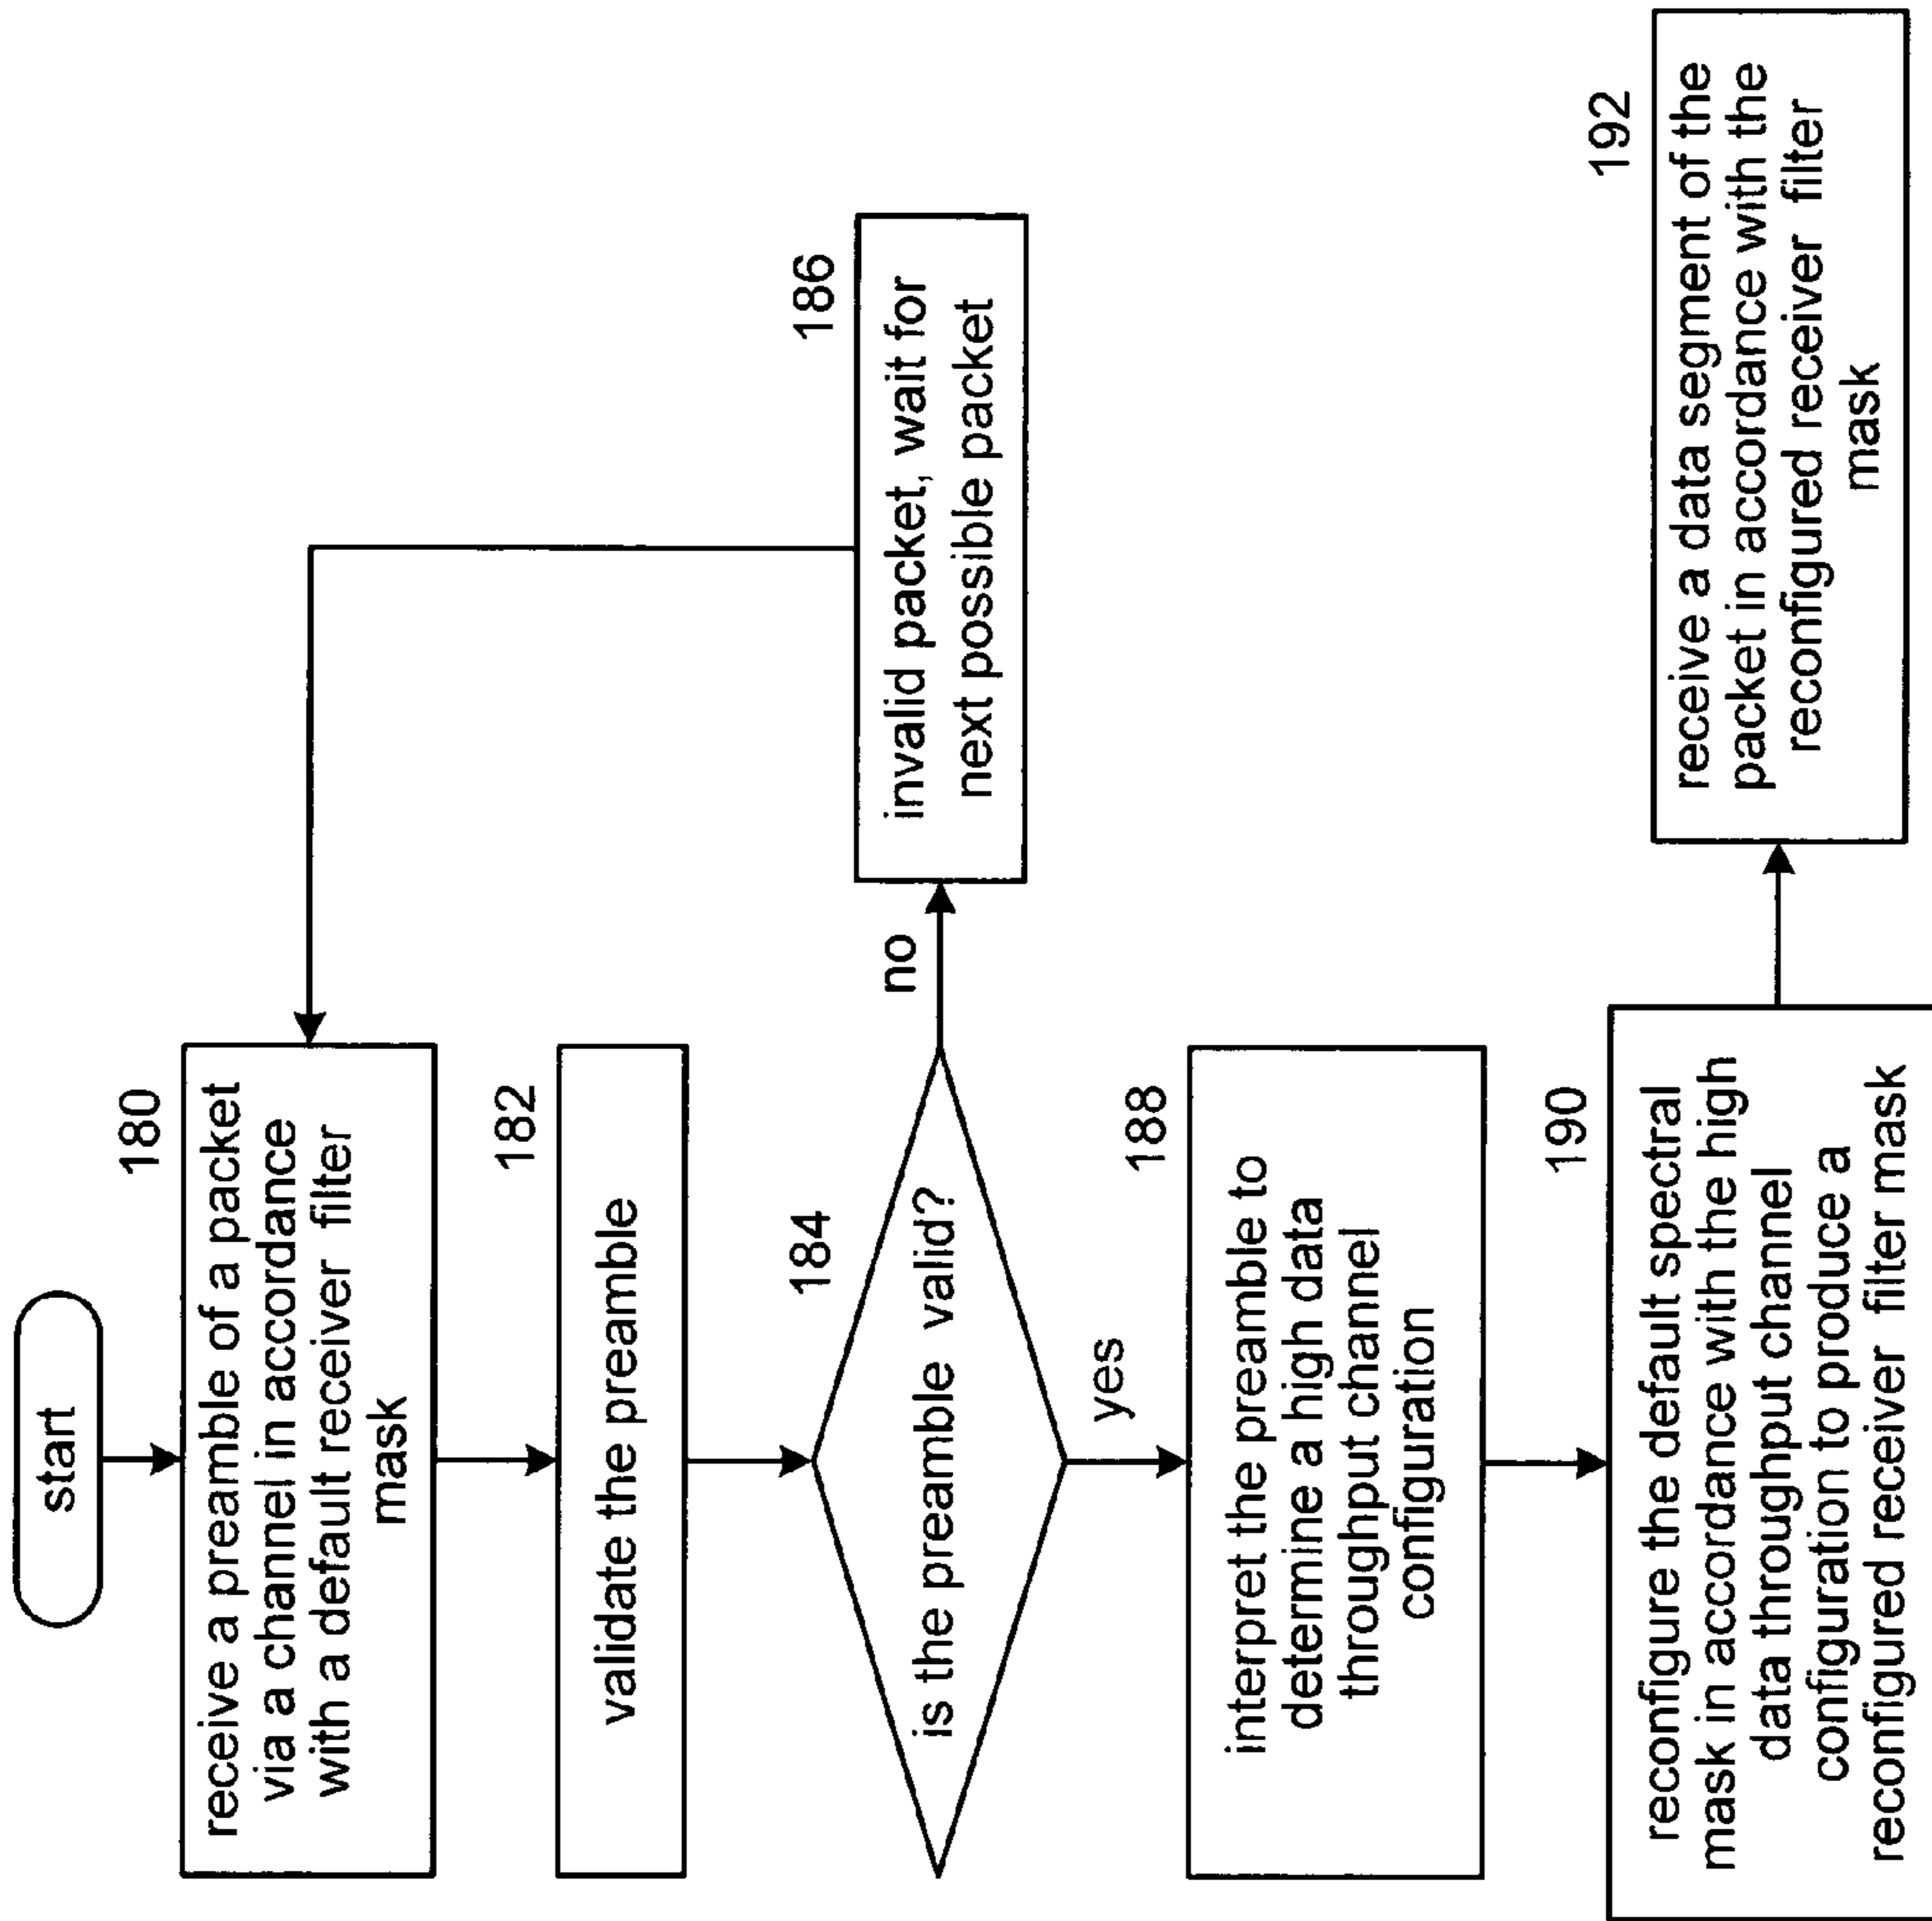 start
180
receive a preamble of a packet
via a channel in accordance
with a default receiver filter
mask
182
validate the preamble
184
is the preamble valid?
no
186
invalid packet, wait for
next possible packet
yes
188
interpret the preamble to
determine a high data
throughput channel
configuration
190
reconfigure the default spectral
mask in accordance with the high
data throughput channel
configuration to produce a
reconfigured receiver filter mask
192
receive a data segment of the
packet in accordance with the
reconfigured receiver filter
mask